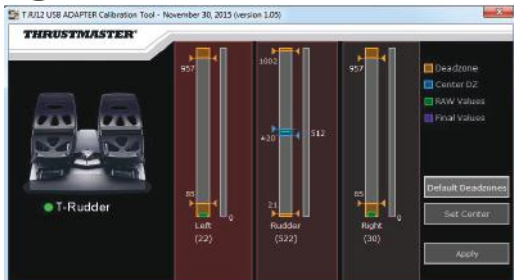 T.RJ12 USB ADAPTER Calibration Tool - November 30, 2015 (version 1.05)
THRUSTMASTER
T-Rudder
957
85
0
Left
(22)
1002
±20
512
21
Rudder
(522)
957
85
0
Right
(30)
Deadzone
Center DZ
RAW Values
Final Values
Default Deadzones
Set Center
Apply